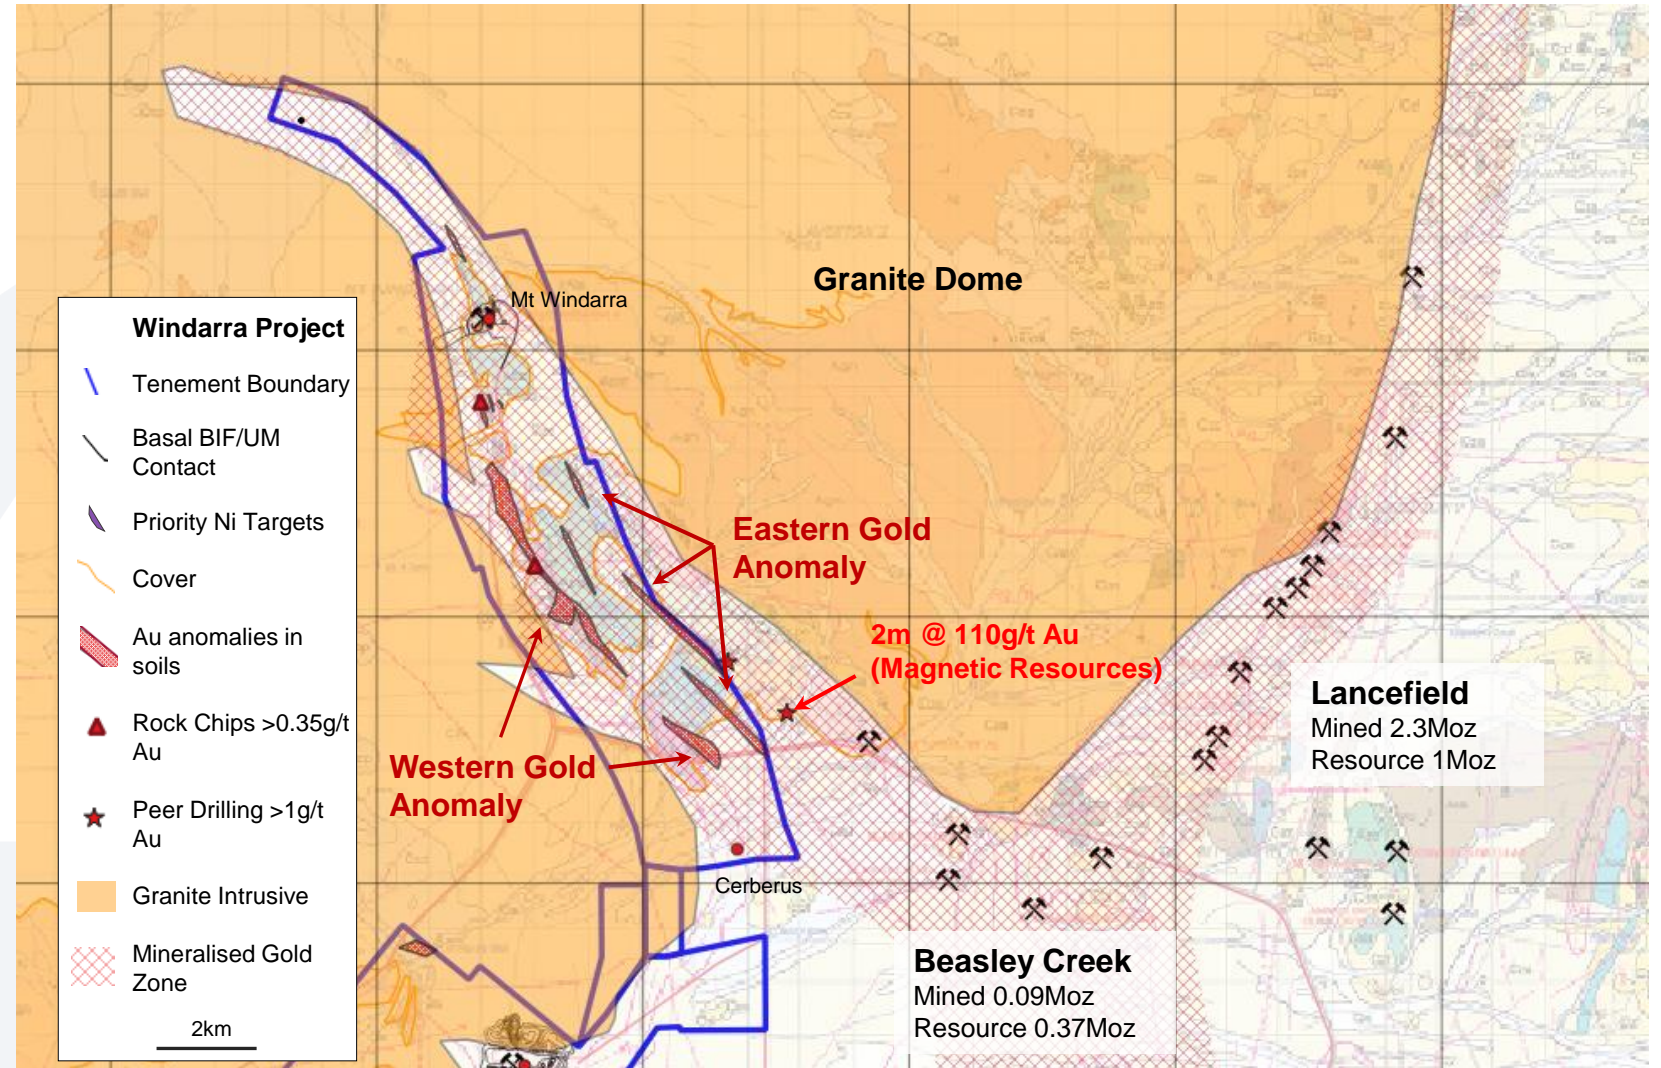 Granite Dome
Mt Windarra
Windarra Project
Tenement Boundary
Basal BIF/UM
Contact
Priority Ni Targets
Cover
Au anomalies in
soils
Rock Chips >0.35g/t
Au
Peer Drilling >1g/t
Au
Granite Intrusive
Mineralised Gold
Zone
2km
Eastern Gold
Anomaly
2m @ 110g/t Au
(Magnetic Resources)
Western Gold
Anomaly
Lancefield
Mined 2.3Moz
Resource 1Moz
Cerberus
Beasley Creek
Mined 0.09Moz
Resource 0.37Moz